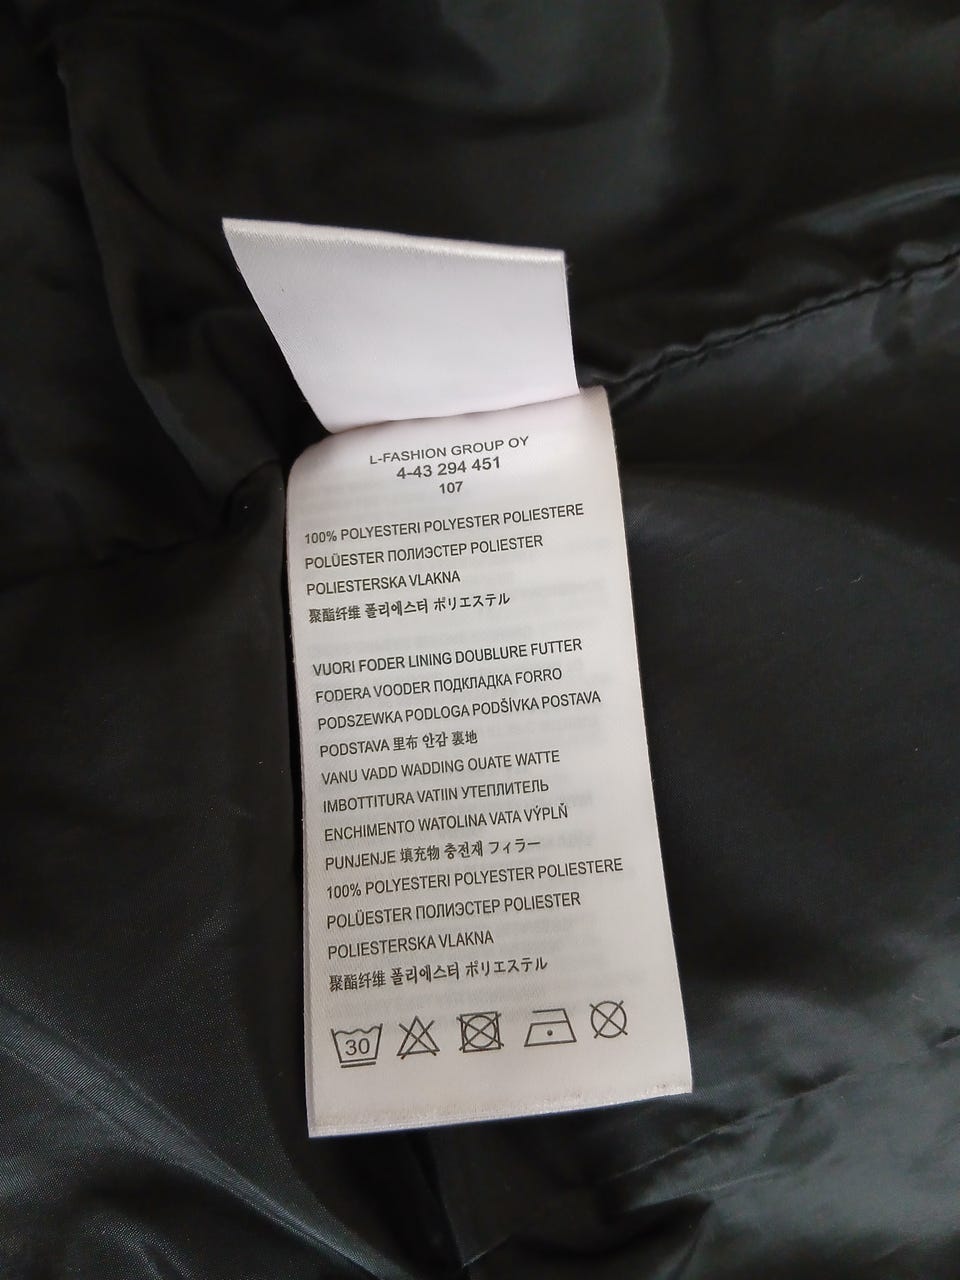 L-FASHION GROUP OY
4-43 294 451
107
100% POLYESTERI POLYESTER POLIESTERE
POLÜESTER ПОЛИЭСТЕР POLIESTER
POLIESTERSKA VLAKNA
聚酯纤维 폴리에스터 ポリエステル
VUORI FODER LINING DOUBLURE FUTTER
FODERA VOODER ПОДКЛАДКА FORRO
PODSZEWKA PODLOGA PODŠÍVKA POSTAVA
PODSTAVA 里布 안감 裏地
VANU VADD WADDING OUATE WATTE
IMBOTTITURA VATIIN УТЕПЛИТЕЛЬ
ENCHIMENTO WATOLINA VATA VÝPLŇ
PUNJENJE 填充物 충전재 フィラー
100% POLYESTERI POLYESTER POLIESTERE
POLÜESTER ПОЛИЭСТЕР POLIESTER
POLIESTERSKA VLAKNA
聚酯纤维 폴리에스터 ポリエステル
30